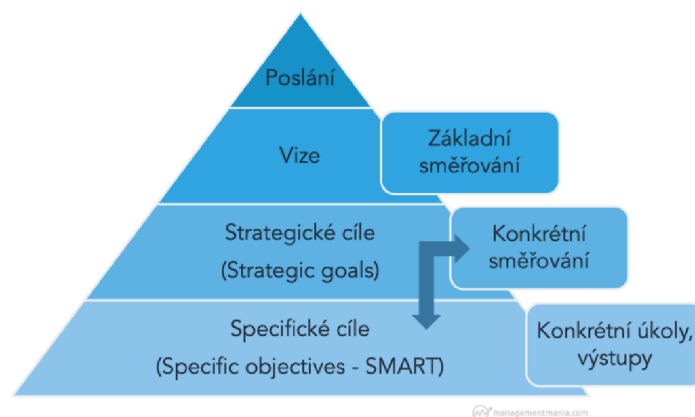 Poslání
Vize
Základní
směřování
Strategické cíle
(Strategic goals)
Konkrétní
směřování
Specifické cíle
(Specific objectives - SMART)
Konkrétní úkoly,
výstupy
managementmania.com